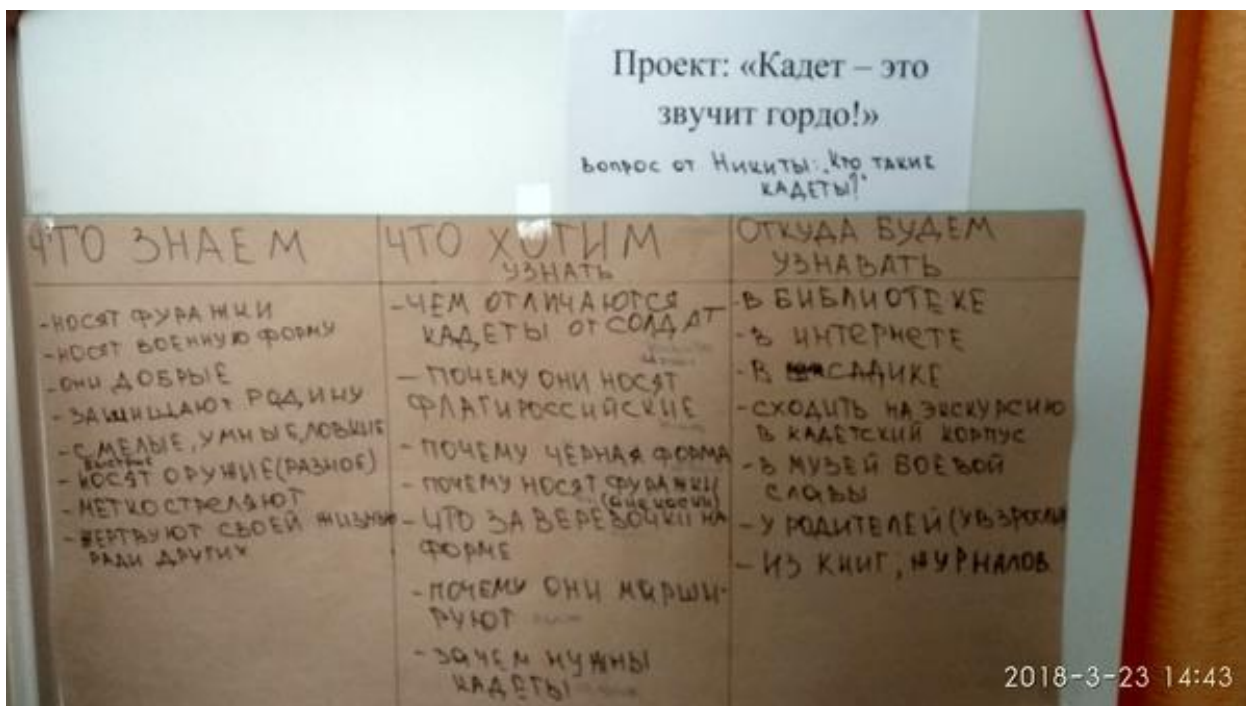 Проект: «Кадет – это
звучит гордо!»
Вопрос от Никиты: „Кто такие
кадеты?"
ЧТО ЗНАЕМ
- НОСЯТ ФУРАЖКИ
- НОСЯТ ВОЕННУЮ ФОРМУ
- ОНИ ДОБРЫЕ
- ЗАЩИЩАЮТ РОДИНУ
- СМЕЛЫЕ, УМНЫЕ, ЛОВКИЕ
быстрые
- НОСЯТ ОРУЖИЕ (РАЗНОЕ)
- МЕТКО СТРЕЛЯЮТ
- ЖЕРТВУЮТ СВОЕЙ ЖИЗНЬЮ
РАДИ ДРУГИХ
ЧТО ХОТИМ
УЗНАТЬ
- ЧЕМ ОТЛИЧАЮТСЯ
КАДЕТЫ ОТ СОЛДАТ
- ПОЧЕМУ ОНИ НОСЯТ
ФЛАГИ РОССИЙСКИЕ
- ПОЧЕМУ ЧЕРНАЯ ФОРМА
- ПОЧЕМУ НОСЯТ ФУРАЖКИ
- ЧТО ЗА ВЕРЕВОЧКИ НА
ФОРМЕ
- ПОЧЕМУ ОНИ МАРШИ-
РУЮТ
- ЗАЧЕМ НУЖНЫ
КАДЕТЫ
ОТКУДА БУДЕМ
УЗНАВАТЬ
- В БИБЛИОТЕКЕ
- В ИНТЕРНЕТЕ
- В САДИКЕ
- СХОДИТЬ НА ЭКСКУРСИЮ
В КАДЕТСКИЙ КОРПУС
- В МУЗЕЙ БОЕВОЙ
СЛАВЫ
- У РОДИТЕЛЕЙ (У ВЗРОСЛЫ
- ИЗ КНИГ, ЖУРНАЛОВ
2018-3-23 14:43